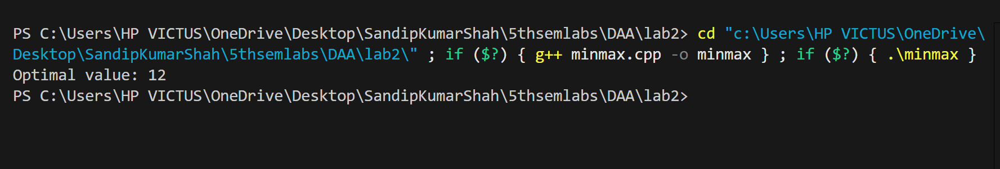 PS C:\Users\HP VICTUS\OneDrive\Desktop\SandipKumarShah\5thsemlabs\DAA\lab2> cd "c:\Users\HP VICTUS\OneDrive\
Desktop\SandipKumarShah\5thsemlabs\DAA\lab2\" ; if ($?) { g++ minmax.cpp -o minmax } ; if ($?) { .\minmax }
Optimal value: 12
PS C:\Users\HP VICTUS\OneDrive\Desktop\SandipKumarShah\5thsemlabs\DAA\lab2>